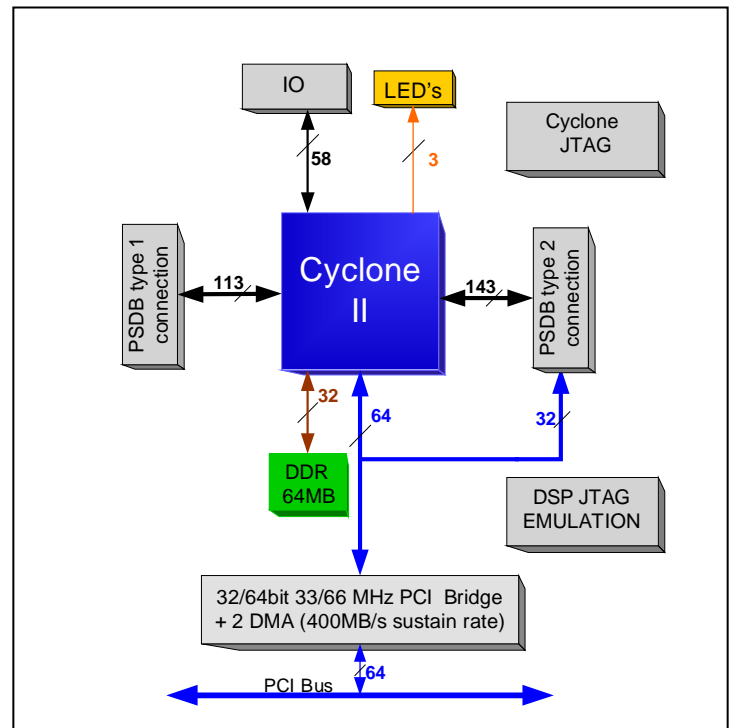 IO
LED's
Cyclone
JTAG
58
3
PSDB type 1
connection
113
Cyclone
II
143
PSDB type 2
connection
32
64
32
DDR
64MB
DSP JTAG
EMULATION
32/64bit 33/66 MHz PCI Bridge
+ 2 DMA (400MB/s sustain rate)
64
PCI Bus